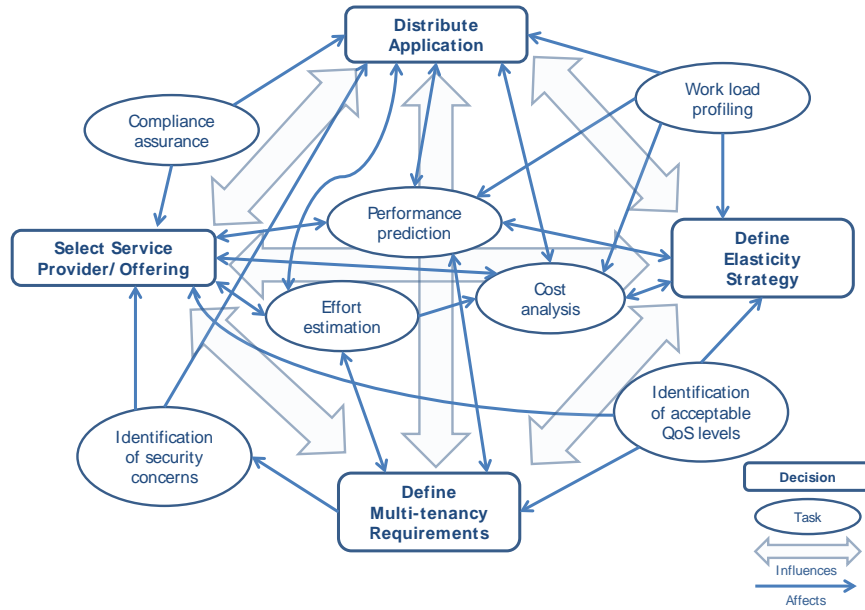 Distribute
Application
Work load
profiling
Compliance
assurance
Performance
prediction
Select Service
Provider/ Offering
Define
Elasticity
Strategy
Effort
estimation
Cost
analysis
Identification
of security
concerns
Identification
of acceptable
QoS levels
Define
Multi-tenancy
Requirements
Decision
Task
Influences
Affects